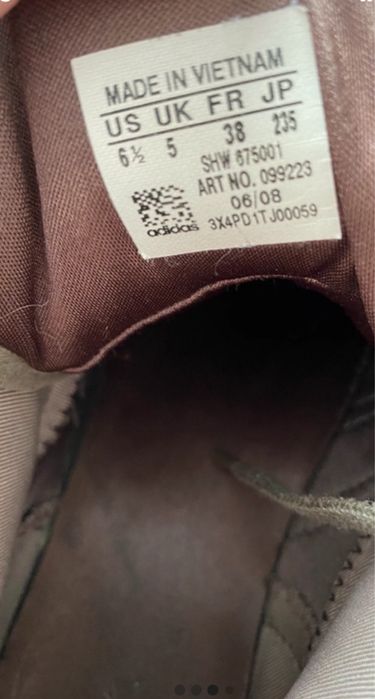 MADE IN VIETNAM
US UK FR JP
6½ 5 38 235
SHW 675001
ART NO. 099223
06/08
adidas 3X4PD1TJ00059